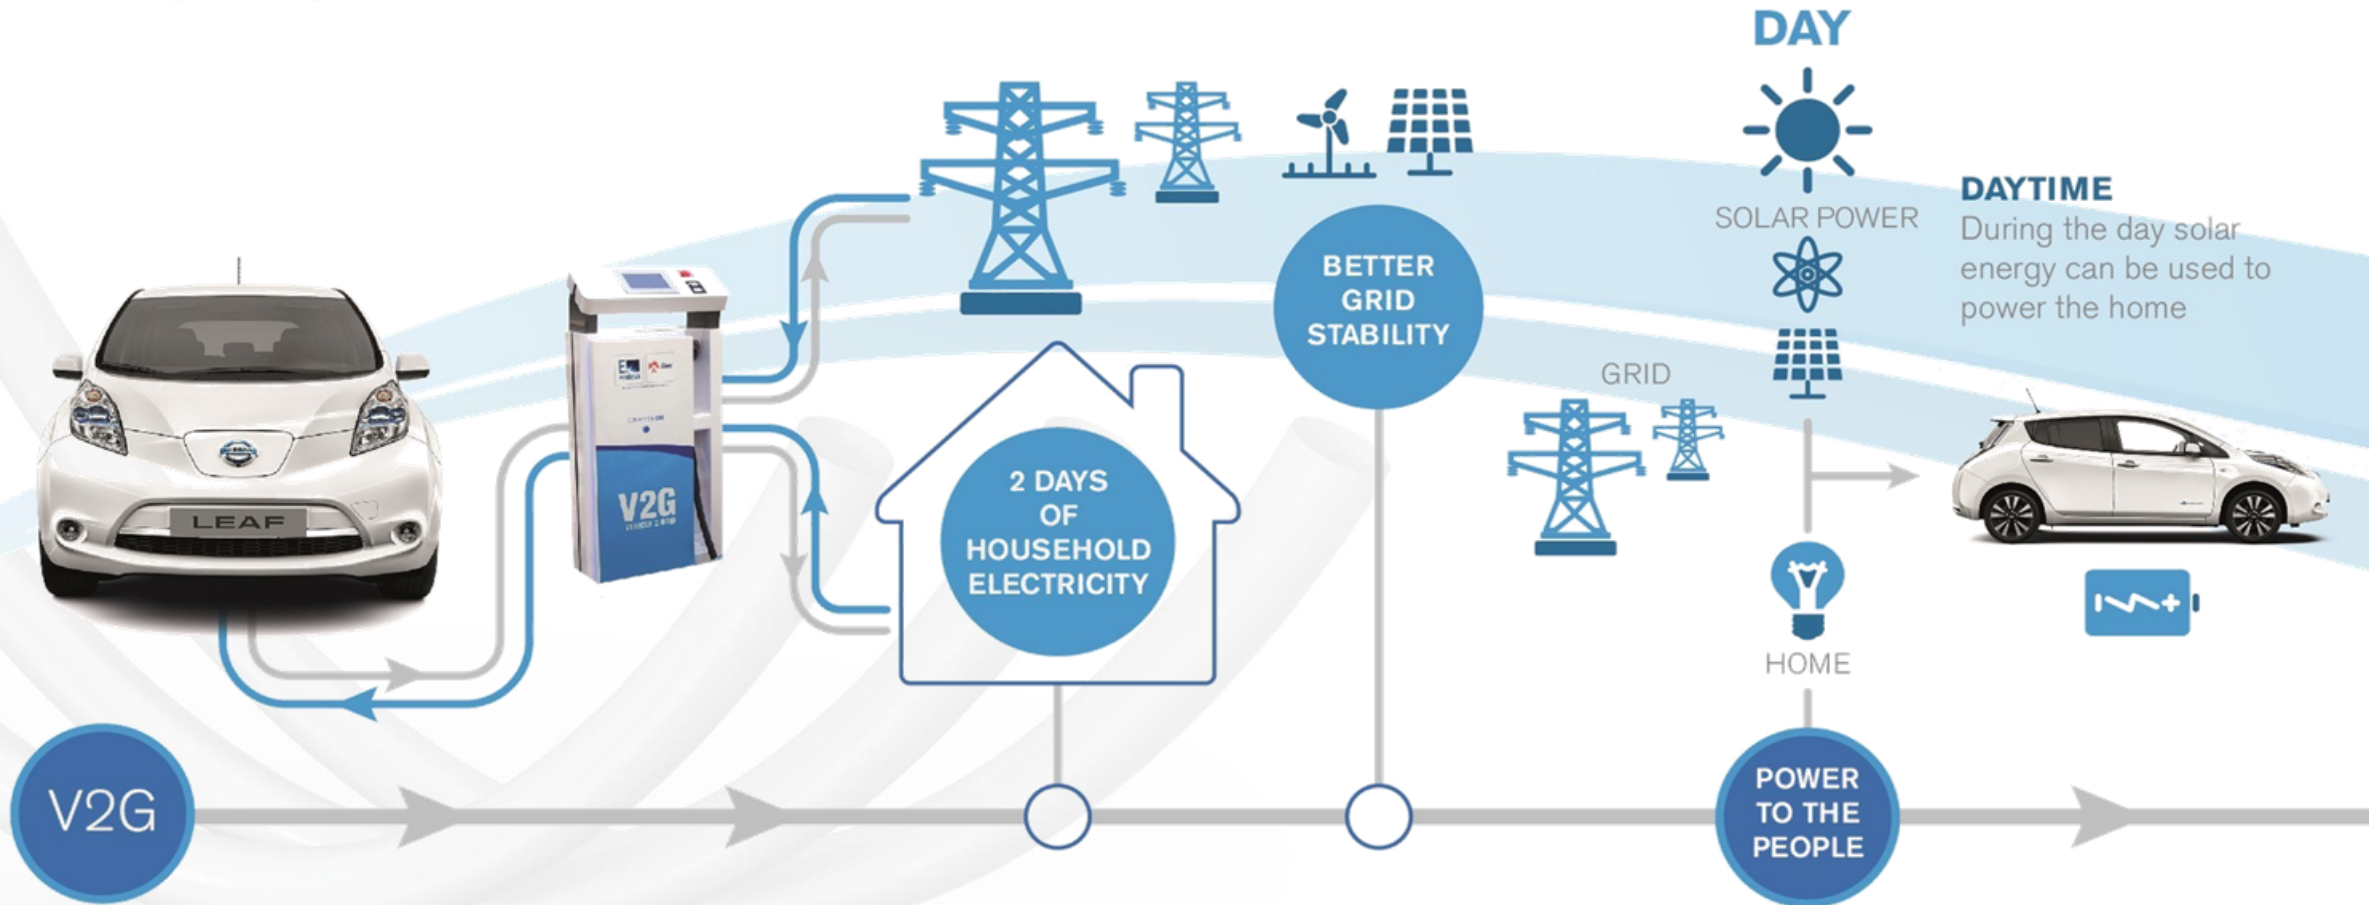 LEAF
V2G
2 DAYS
OF
HOUSEHOLD
ELECTRICITY
BETTER
GRID
STABILITY
DAY
SOLAR POWER
DAYTIME
During the day solar
energy can be used to
power the home
GRID
HOME
V2G
POWER
TO THE
PEOPLE